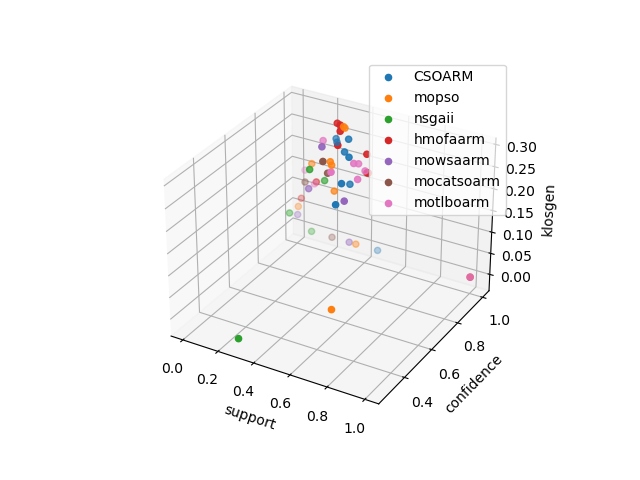 CSOARM
mopso
nsgaii
hmofaarm
mowsaarm
mocatsoarm
motlboarm
0.30
0.25
0.20
0.15
0.10
0.05
0.00
klosgen
1.0
0.8
0.6
0.4
confidence
0.0
0.2
0.4
0.6
0.8
1.0
support